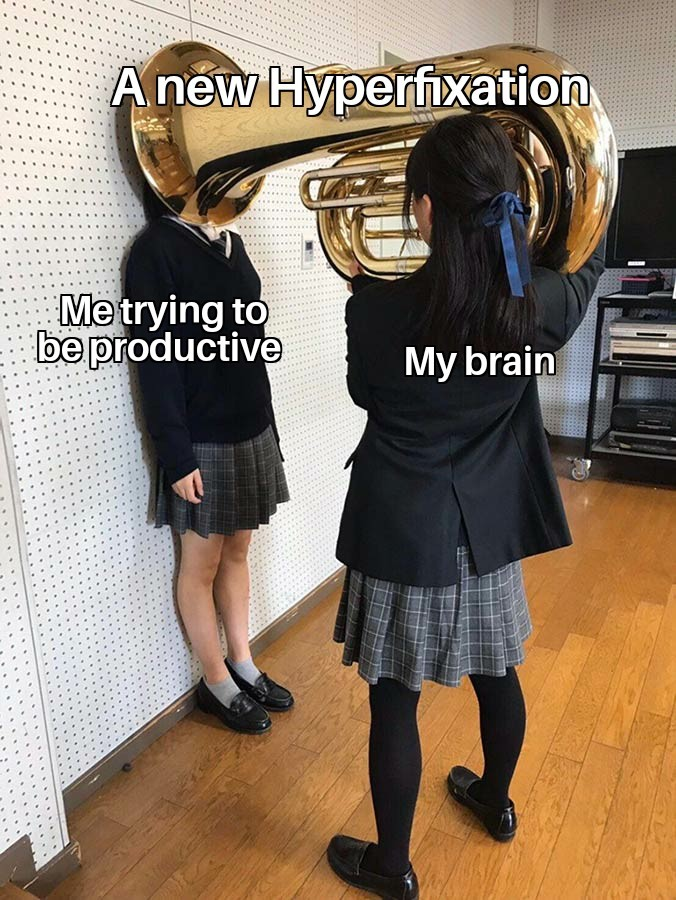 A new Hyperfixation
Me trying to
be productive
My brain